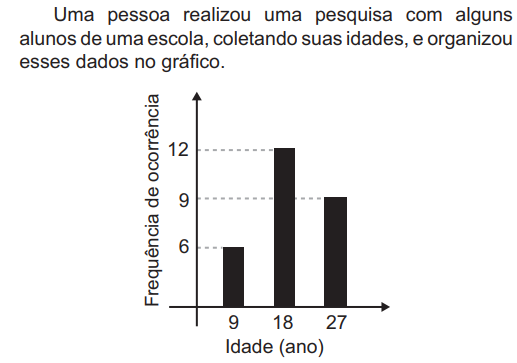 Uma pessoa realizou uma pesquisa com alguns
alunos de uma escola, coletando suas idades, e organizou
esses dados no gráfico.
Frequência de ocorrência
12
9
6
9 18 27
Idade (ano)